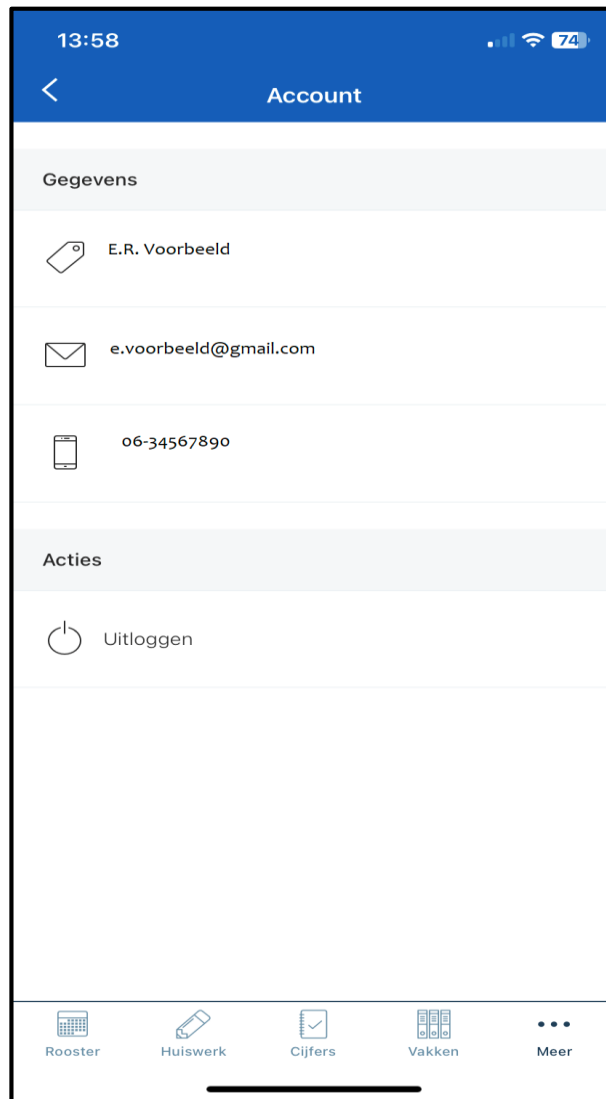 13:58
74
Account
Gegevens
E.R. Voorbeeld
e.voorbeeld@gmail.com
06-34567890
Acties
Uitloggen
Rooster Huiswerk Cijfers Vakken Meer